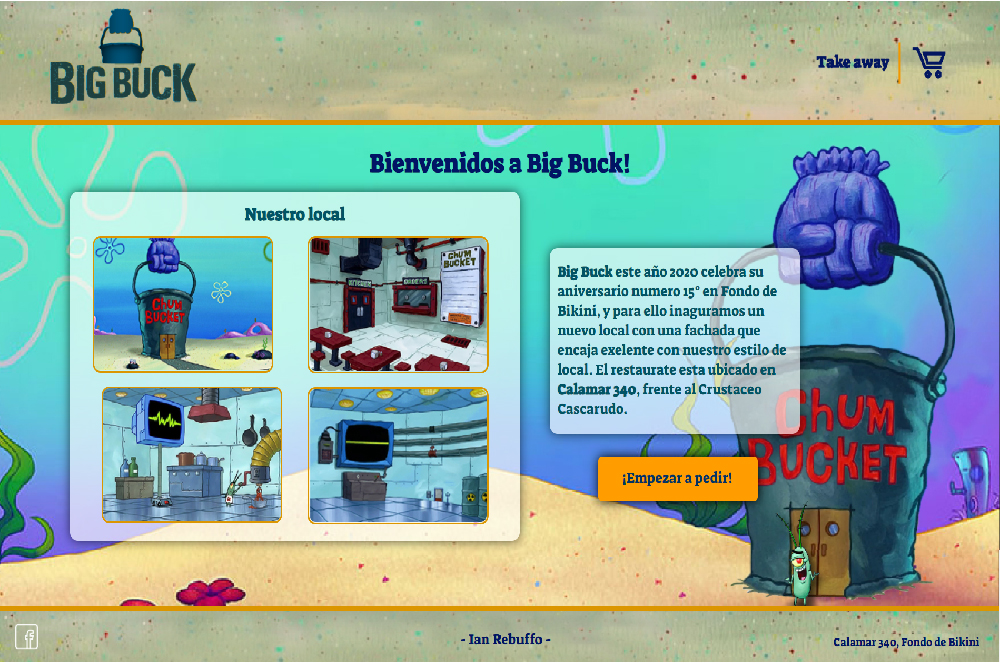 BIG BUCK
Take away
Bienvenidos a Big Buck!
Nuestro local
CHUM
BUCKET
CHUM
BUCKET
KITCHEN
ORDERS
Big Buck este año 2020 celebra su
aniversario numero 15° en Fondo de
Bikini, y para ello inaguramos un
nuevo local con una fachada que
encaja exelente con nuestro estilo de
local. El restaurate esta ubicado en
Calamar 340, frente al Crustaceo
Cascarudo.
ChUM
BUCKET
¡Empezar a pedir!
f
- Ian Rebuffo -
Calamar 340, Fondo de Bikini